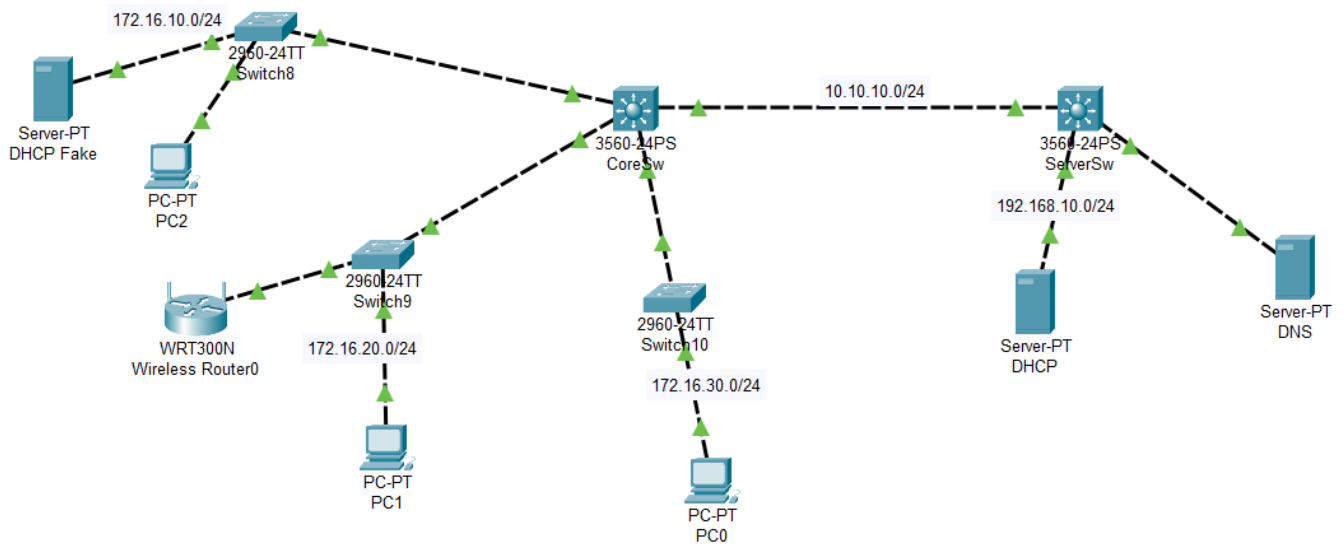 172.16.10.0/24
2960-24TT
Switch8
Server-PT
DHCP Fake
PC-PT
PC2
3560-24PS
CoreSw
10.10.10.0/24
3560-24PS
ServerSw
192.168.10.0/24
2960-24TT
Switch9
WRT300N
Wireless Router0
172.16.20.0/24
PC-PT
PC1
2960-24TT
Switch10
172.16.30.0/24
PC-PT
PC0
Server-PT
DHCP
Server-PT
DNS